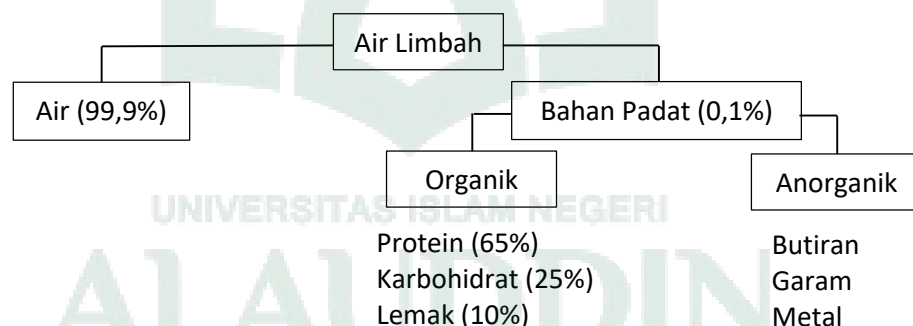 Air Limbah
Air (99,9%)
Bahan Padat (0,1%)
Organik
Anorganik
UNIVERSITAS ISLAM NEGERI
Protein (65%)
Butiran
Karbohidrat (25%)
Garam
Lemak (10%)
Metal
ALAUDDIN